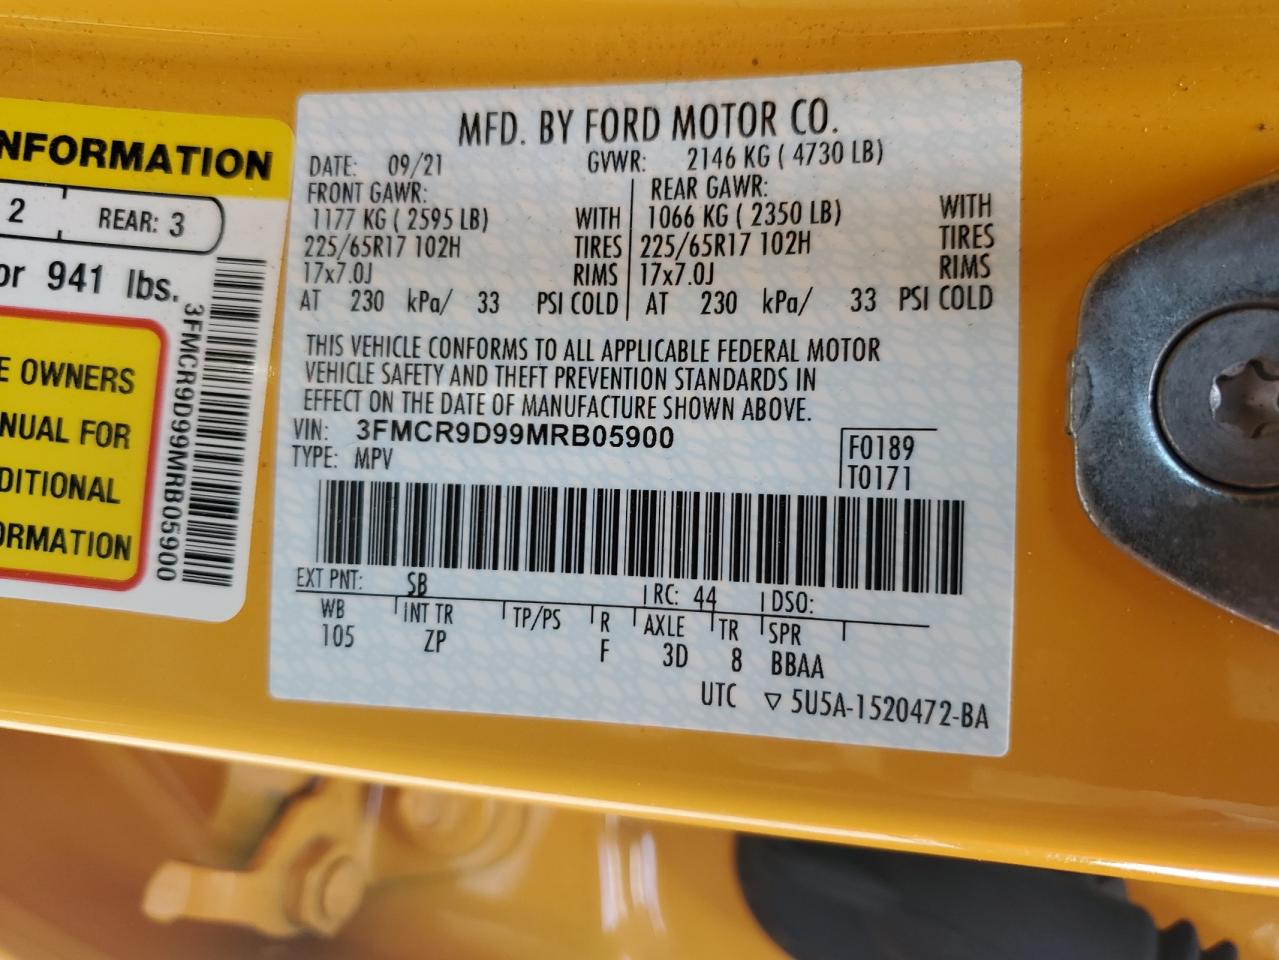 NFORMATION
2 REAR: 3
or 941 lbs.
E OWNERS
NUAL FOR
DITIONAL
ORMATION
3FMCR9D99MRB05900
MFD. BY FORD MOTOR CO.
DATE: 09/21 GVWR: 2146 KG ( 4730 LB)
FRONT GAWR: REAR GAWR:
1177 KG ( 2595 LB) WITH 1066 KG ( 2350 LB) WITH
225/65R17 102H TIRES 225/65R17 102H TIRES
17x7.0J RIMS 17x7.0J RIMS
AT 230 kPa/ 33 PSI COLD AT 230 kPa/ 33 PSI COLD
THIS VEHICLE CONFORMS TO ALL APPLICABLE FEDERAL MOTOR
VEHICLE SAFETY AND THEFT PREVENTION STANDARDS IN
EFFECT ON THE DATE OF MANUFACTURE SHOWN ABOVE.
VIN: 3FMCR9D99MRB05900 F0189
TYPE: MPV T0171
EXT PNT: SB RC: 44 DSO:
WB INT TR TP/PS R AXLE TR SPR
105 ZP F 3D 8 BBAA
UTC ▽ 5U5A-1520472-BA